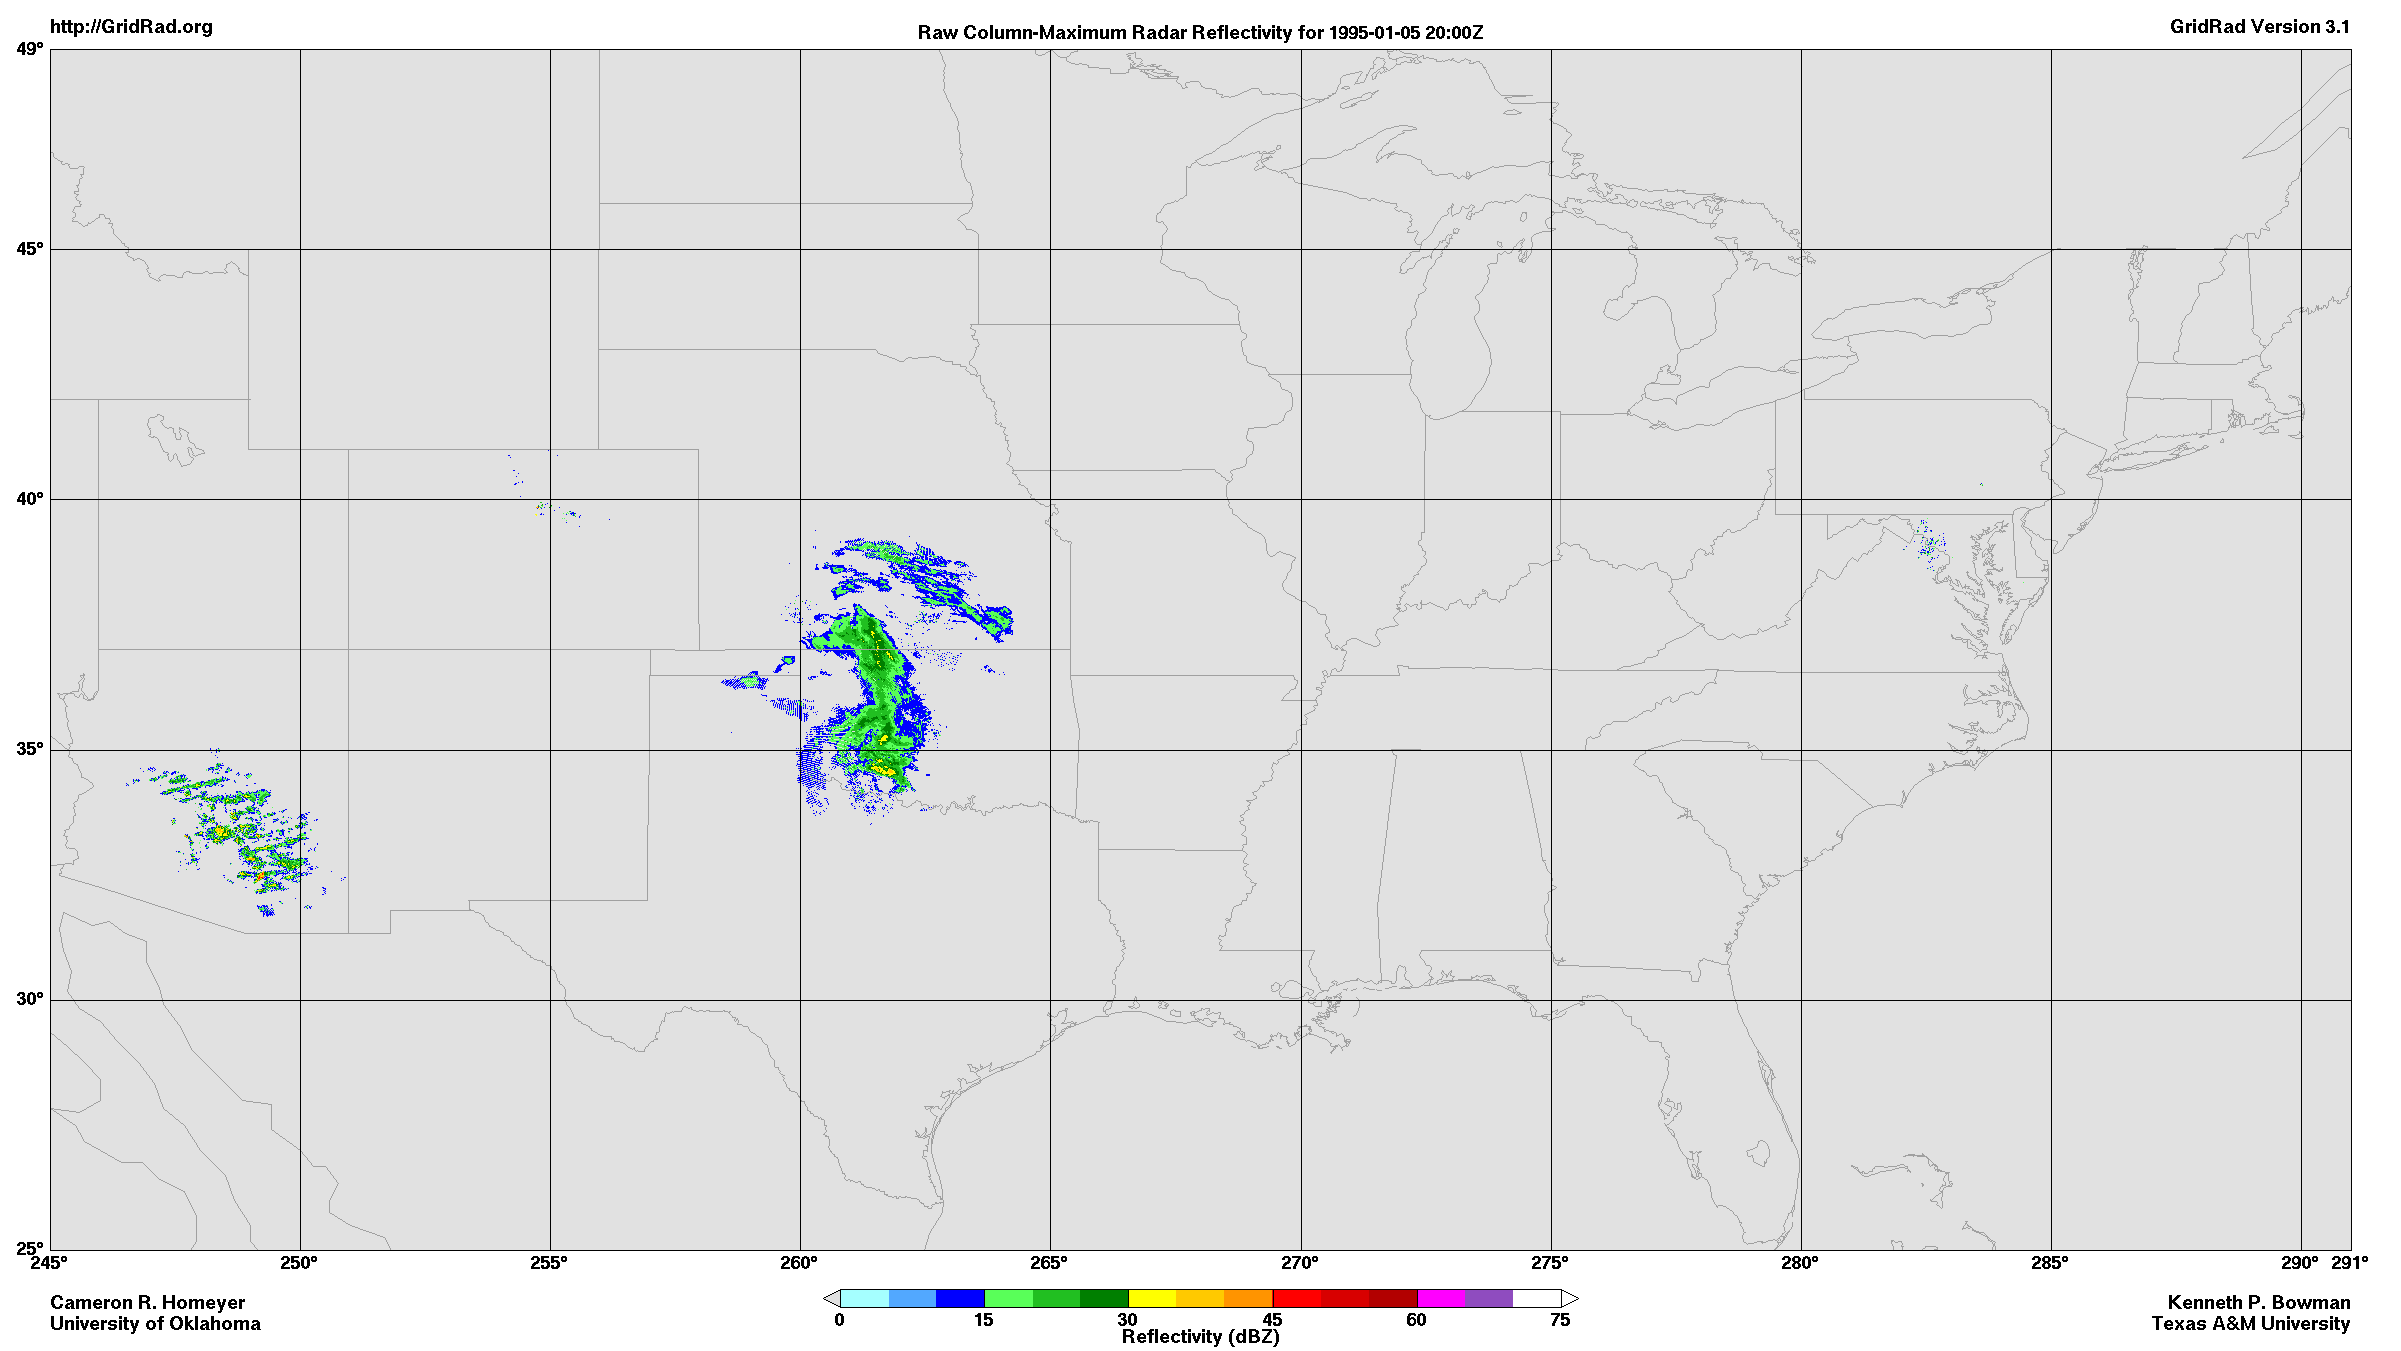 http://GridRad.org
Raw Column-Maximum Radar Reflectivity for 1995-01-05 20:00Z
GridRad Version 3.1
49°
45°
40°
35°
30°
25°
245° 250° 255° 260° 265° 270° 275° 280° 285° 290° 291°
Cameron R. Homeyer
University of Oklahoma
0 15 30 45 60 75
Reflectivity (dBZ)
Kenneth P. Bowman
Texas A&M University